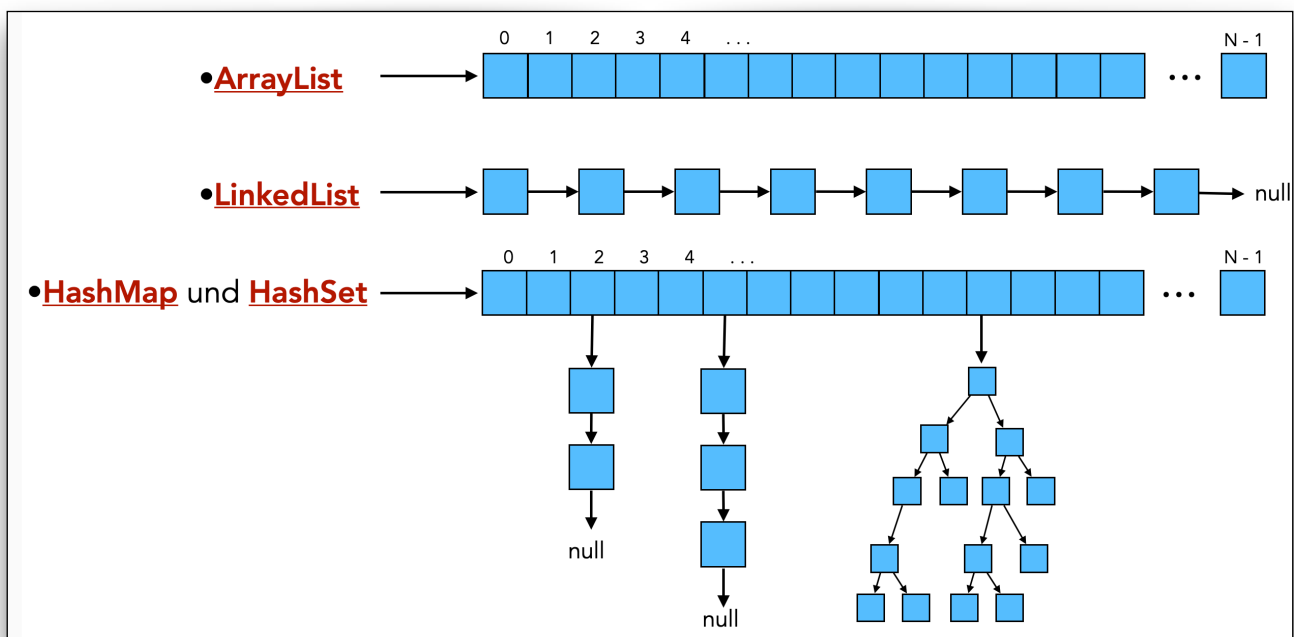 0 1 2 3 4 ... N - 1
•ArrayList ...
•LinkedList null
0 1 2 3 4 ... N - 1
•HashMap und HashSet ...
null
null